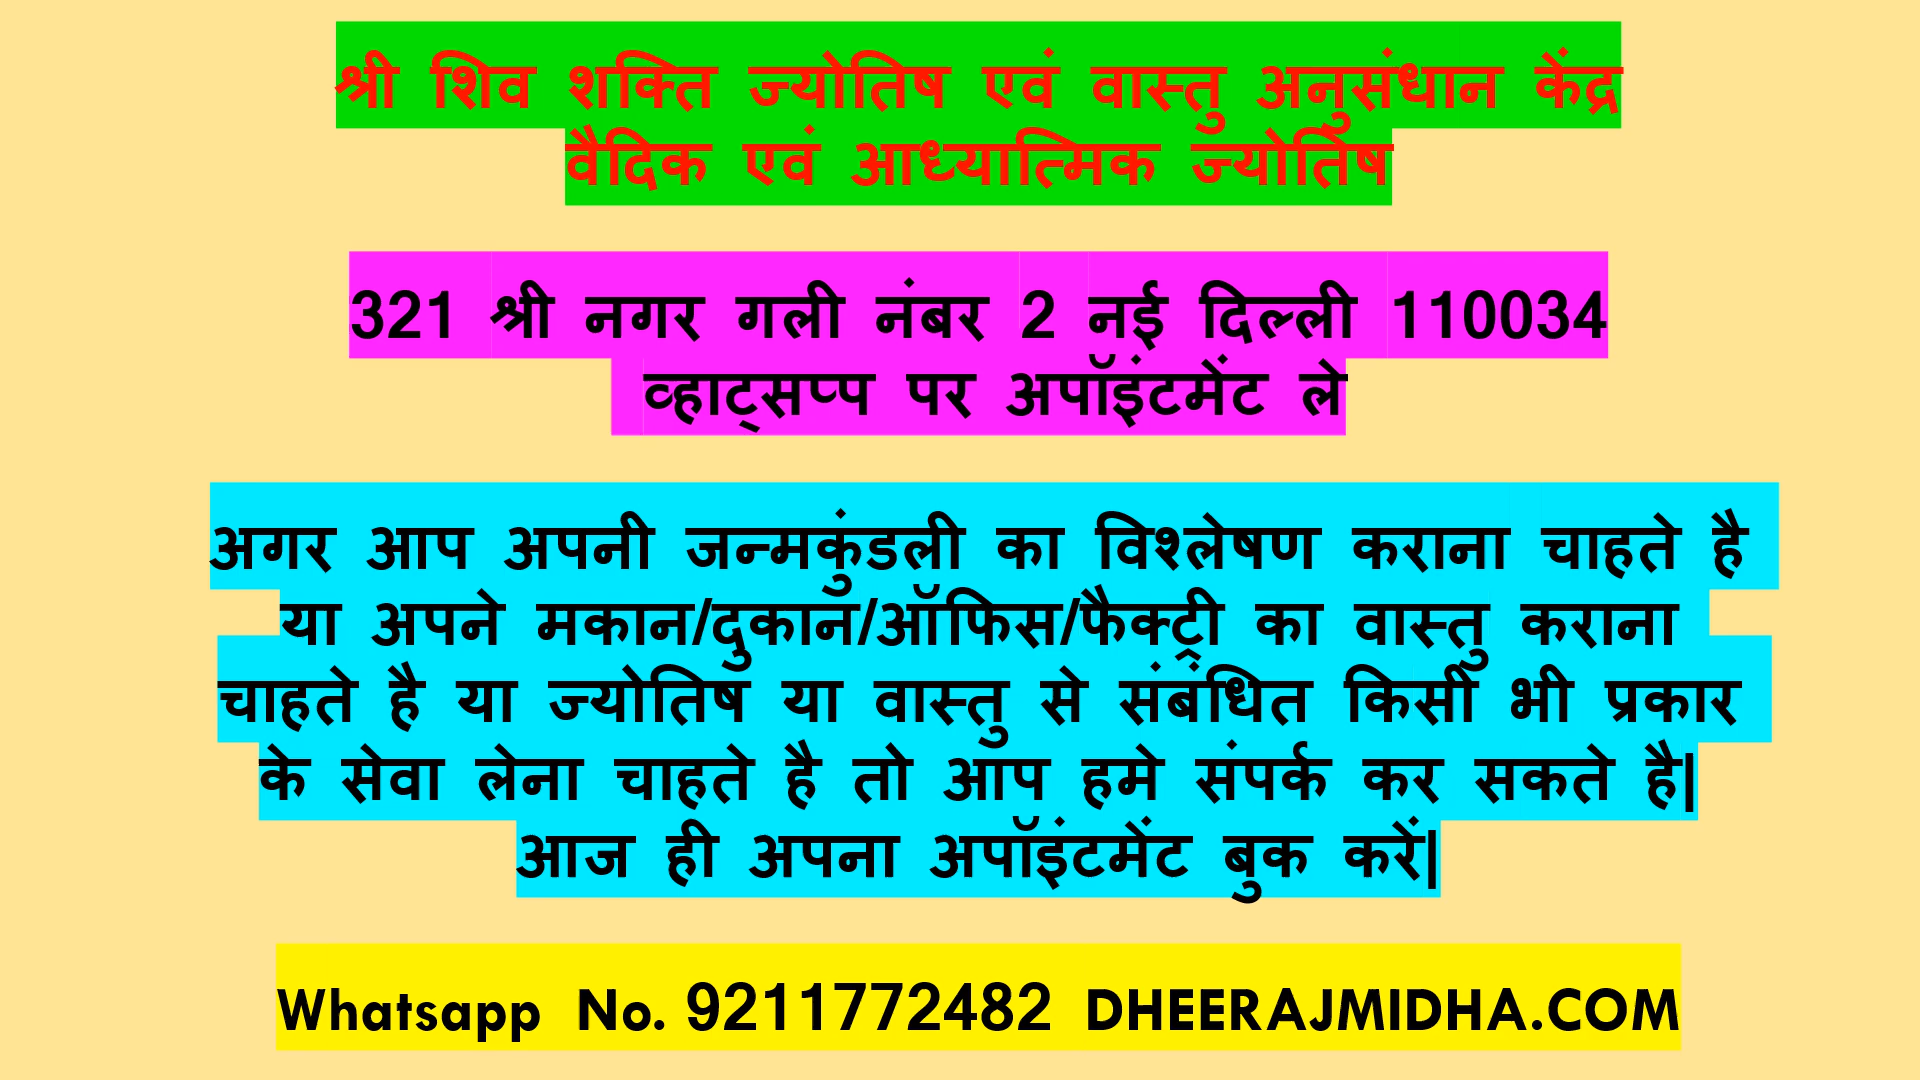 श्री शिव शक्ति ज्योतिष एवं वास्तु अनुसंधान केंद्र
वैदिक एवं आध्यात्मिक ज्योतिष
321 श्री नगर गली नंबर 2 नई दिल्ली 110034
व्हाट्सप्प पर अपॉइंटमेंट ले
अगर आप अपनी जन्मकुंडली का विश्लेषण कराना चाहते है
या अपने मकान/दुकान/ऑफिस/फैक्ट्री का वास्तु कराना
चाहते है या ज्योतिष या वास्तु से संबंधित किसी भी प्रकार
के सेवा लेना चाहते है तो आप हमे संपर्क कर सकते है|
आज ही अपना अपॉइंटमेंट बुक करें|
Whatsapp No. 9211772482 DHEERAJMIDHA.COM